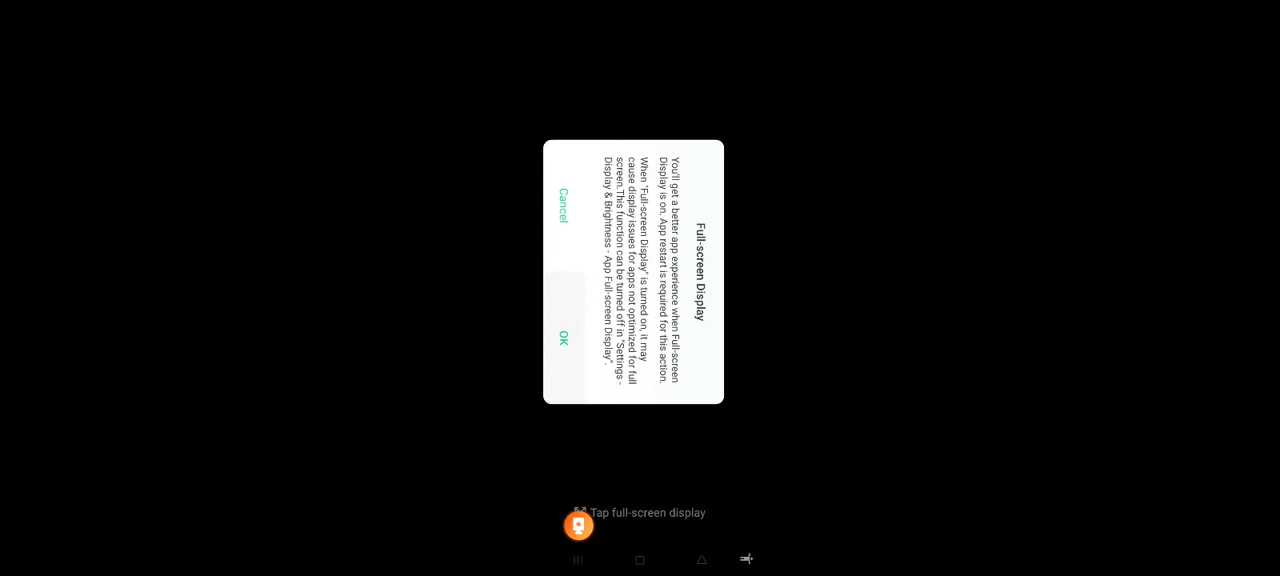 Full-screen Display
You'll get a better app experience when Full-screen
Display is on. App restart is required for this action.
When "Full-screen Display" is turned on, it may
cause display issues for apps not optimized for full
screen.This function can be turned off in "Settings -
Display & Brightness - App Full-screen Display".
Cancel
OK
Tap full-screen display